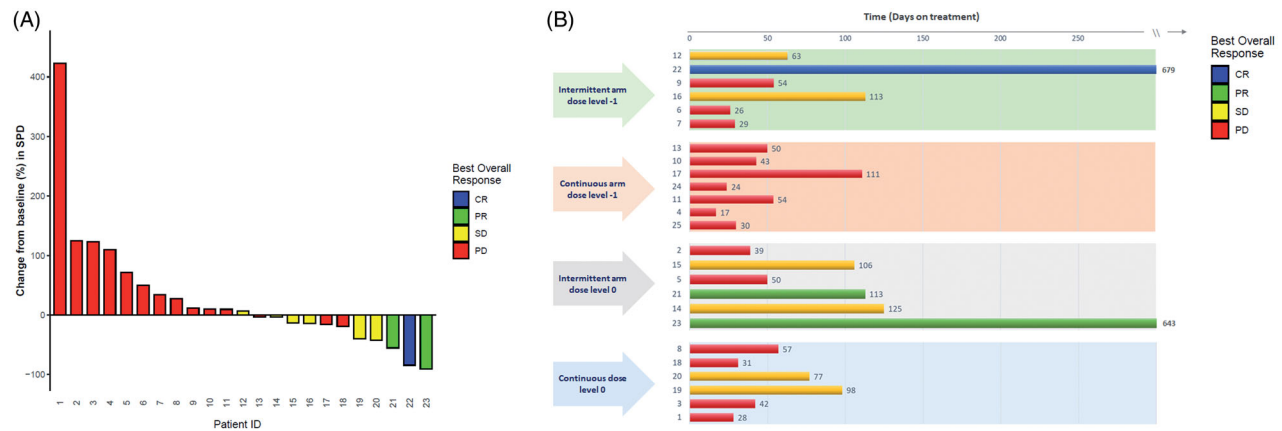 (A)
Change from baseline (%) in SPD
400
300
200
100
0
−100
1 2 3 4 5 6 7 8 9 10 11 12 13 14 15 16 17 18 19 20 21 22 23
Patient ID
Best Overall
Response
CR
PR
SD
PD
(B)
Time (Days on treatment)
0 50 100 150 200 250
Intermittent arm
dose level -1
12 63
22 679
9 54
16 113
6 26
7 29
Continuous arm
dose level -1
13 50
10 43
17 111
24 24
11 54
4 17
25 30
Intermittent arm
dose level 0
2 39
15 106
5 50
21 113
14 125
23 643
Continuous dose
level 0
8 57
18 31
20 77
19 98
3 42
1 28
Best Overall
Response
CR
PR
SD
PD